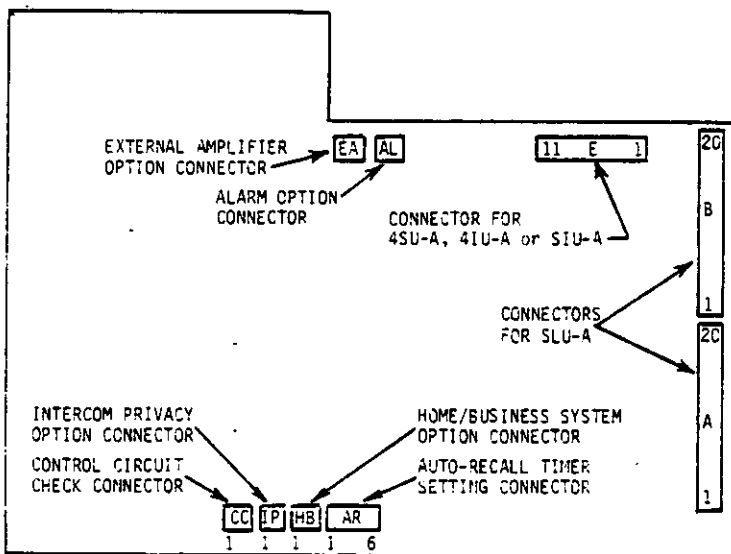 EXTERNAL AMPLIFIER
OPTION CONNECTOR
EA
AL
11 E 1
20
B
1
ALARM OPTION
CONNECTOR
CONNECTOR FOR
4SU-A, 4IU-A or SIU-A
CONNECTORS
FOR SLU-A
20
A
1
INTERCOM PRIVACY
OPTION CONNECTOR
HOME/BUSINESS SYSTEM
OPTION CONNECTOR
CONTROL CIRCUIT
CHECK CONNECTOR
AUTO-RECALL TIMER
SETTING CONNECTOR
CC IP HB AR
1 1 1 1 6